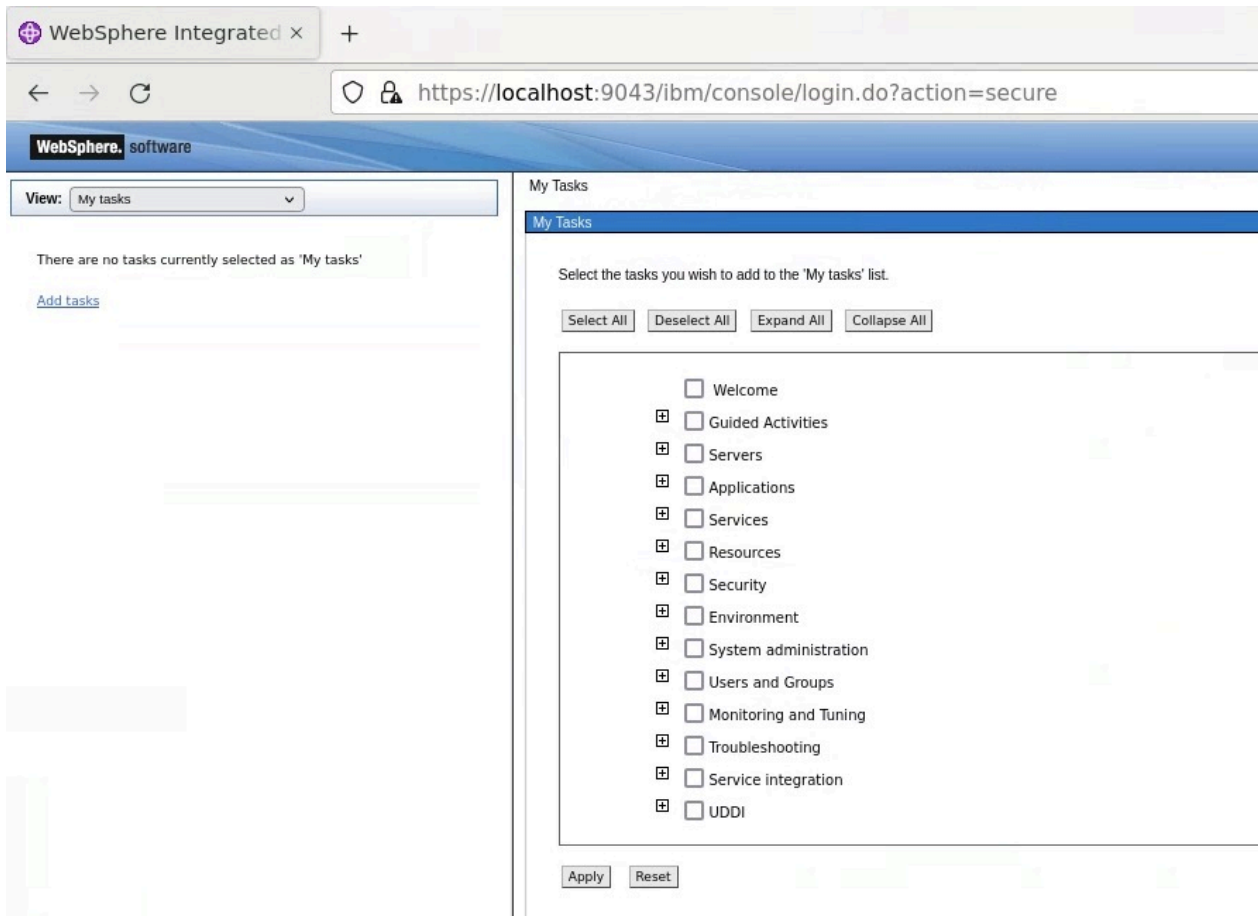 WebSphere Integrated ×
https://localhost:9043/ibm/console/login.do?action=secure
WebSphere. software
View: My tasks
There are no tasks currently selected as 'My tasks'
Add tasks
My Tasks
My Tasks
Select the tasks you wish to add to the 'My tasks' list.
Select All Deselect All Expand All Collapse All
Welcome
Guided Activities
Servers
Applications
Services
Resources
Security
Environment
System administration
Users and Groups
Monitoring and Tuning
Troubleshooting
Service integration
UDDI
Apply Reset